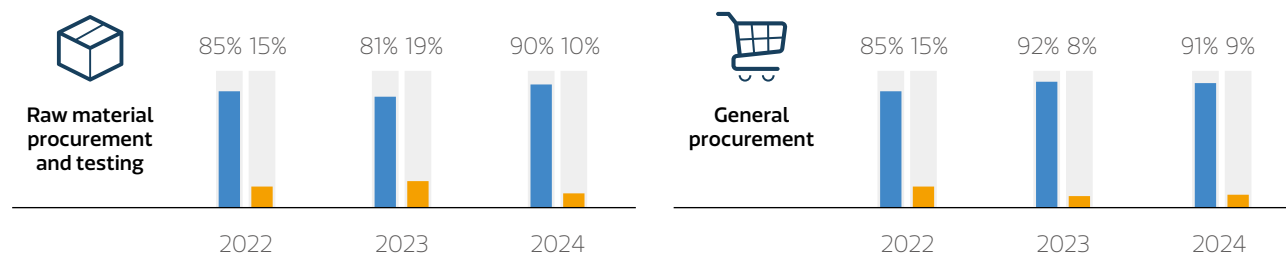 85% 15%
81% 19%
90% 10%
Raw material
procurement
and testing
2022
2023
2024
85% 15%
92% 8%
91% 9%
General
procurement
2022
2023
2024